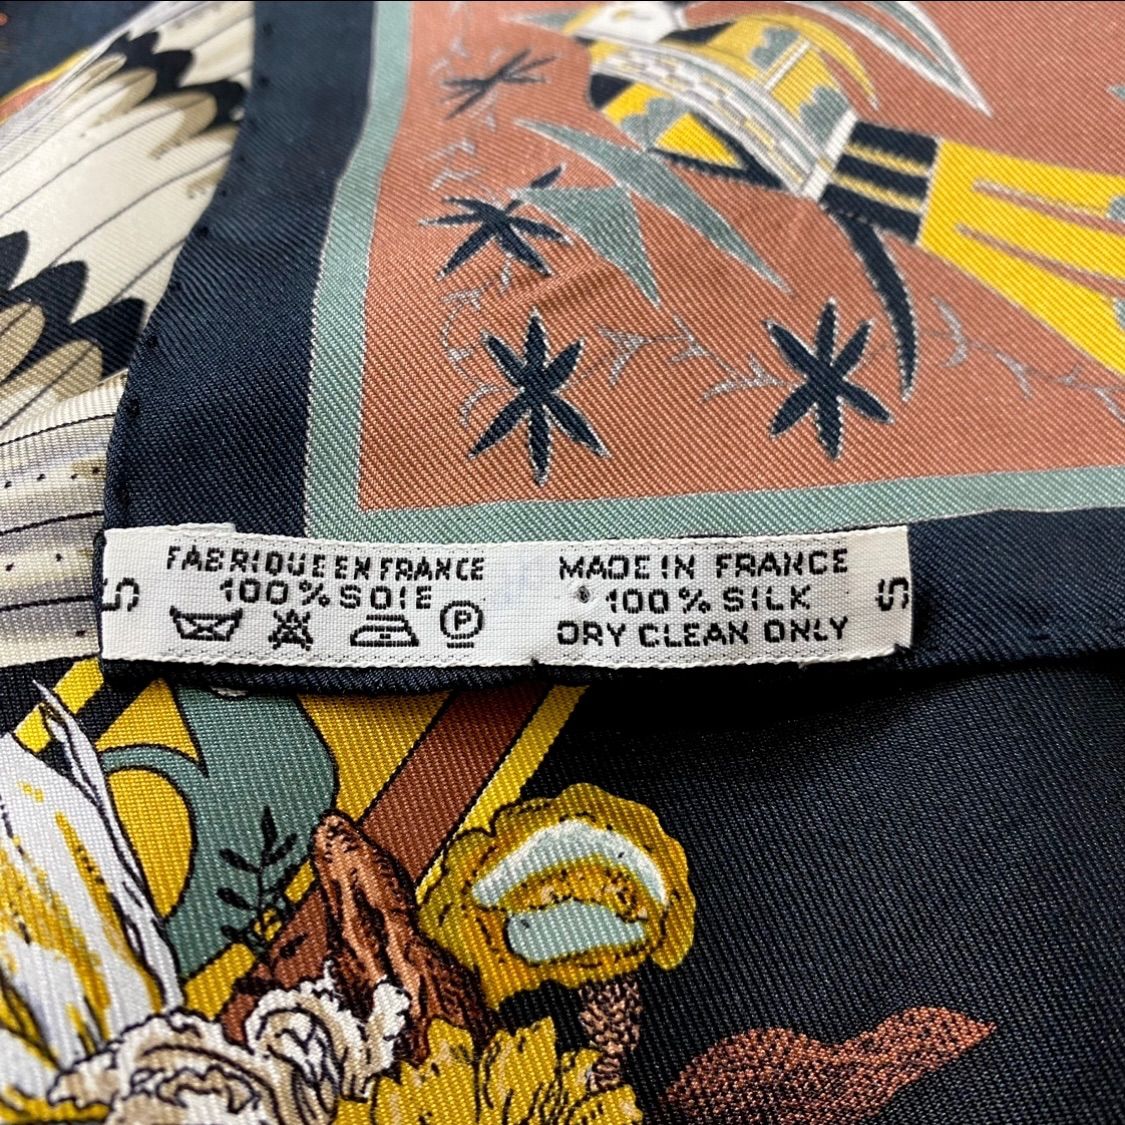 FABRIQUE EN FRANCE
100% SOIE
P
MADE IN FRANCE
100% SILK
DRY CLEAN ONLY
S
S